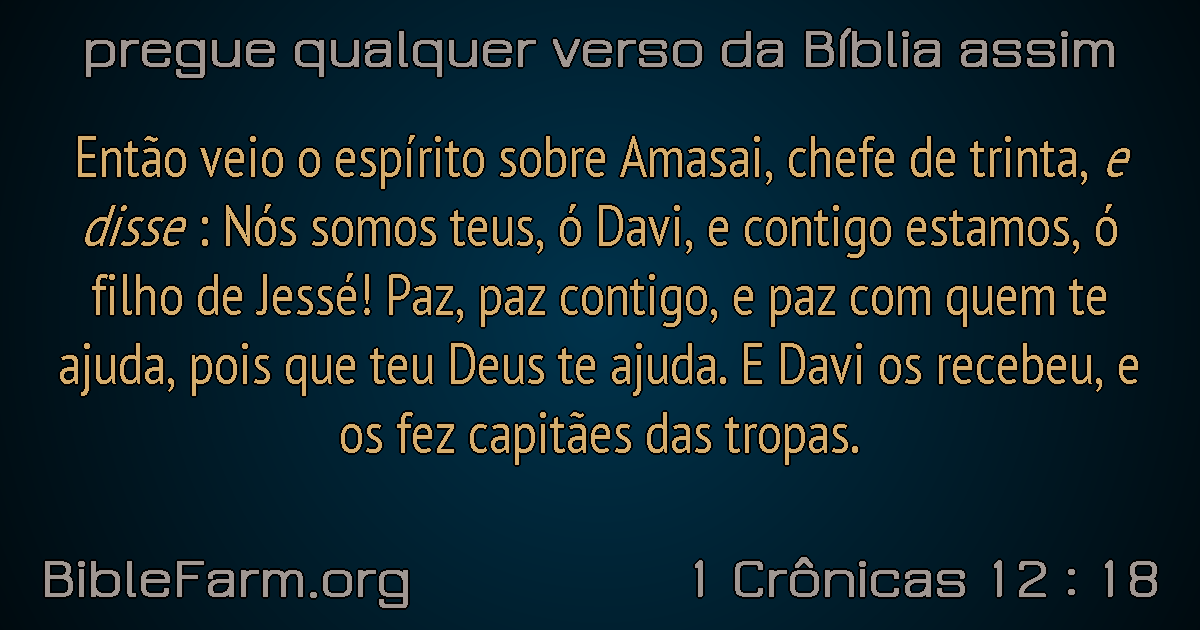 pregue qualquer verso da Bíblia assim
Então veio o espírito sobre Amasai, chefe de trinta, e
disse : Nós somos teus, ó Davi, e contigo estamos, ó
filho de Jessé! Paz, paz contigo, e paz com quem te
ajuda, pois que teu Deus te ajuda. E Davi os recebeu, e
os fez capitães das tropas.
BibleFarm.org
1 Crônicas 12 : 18